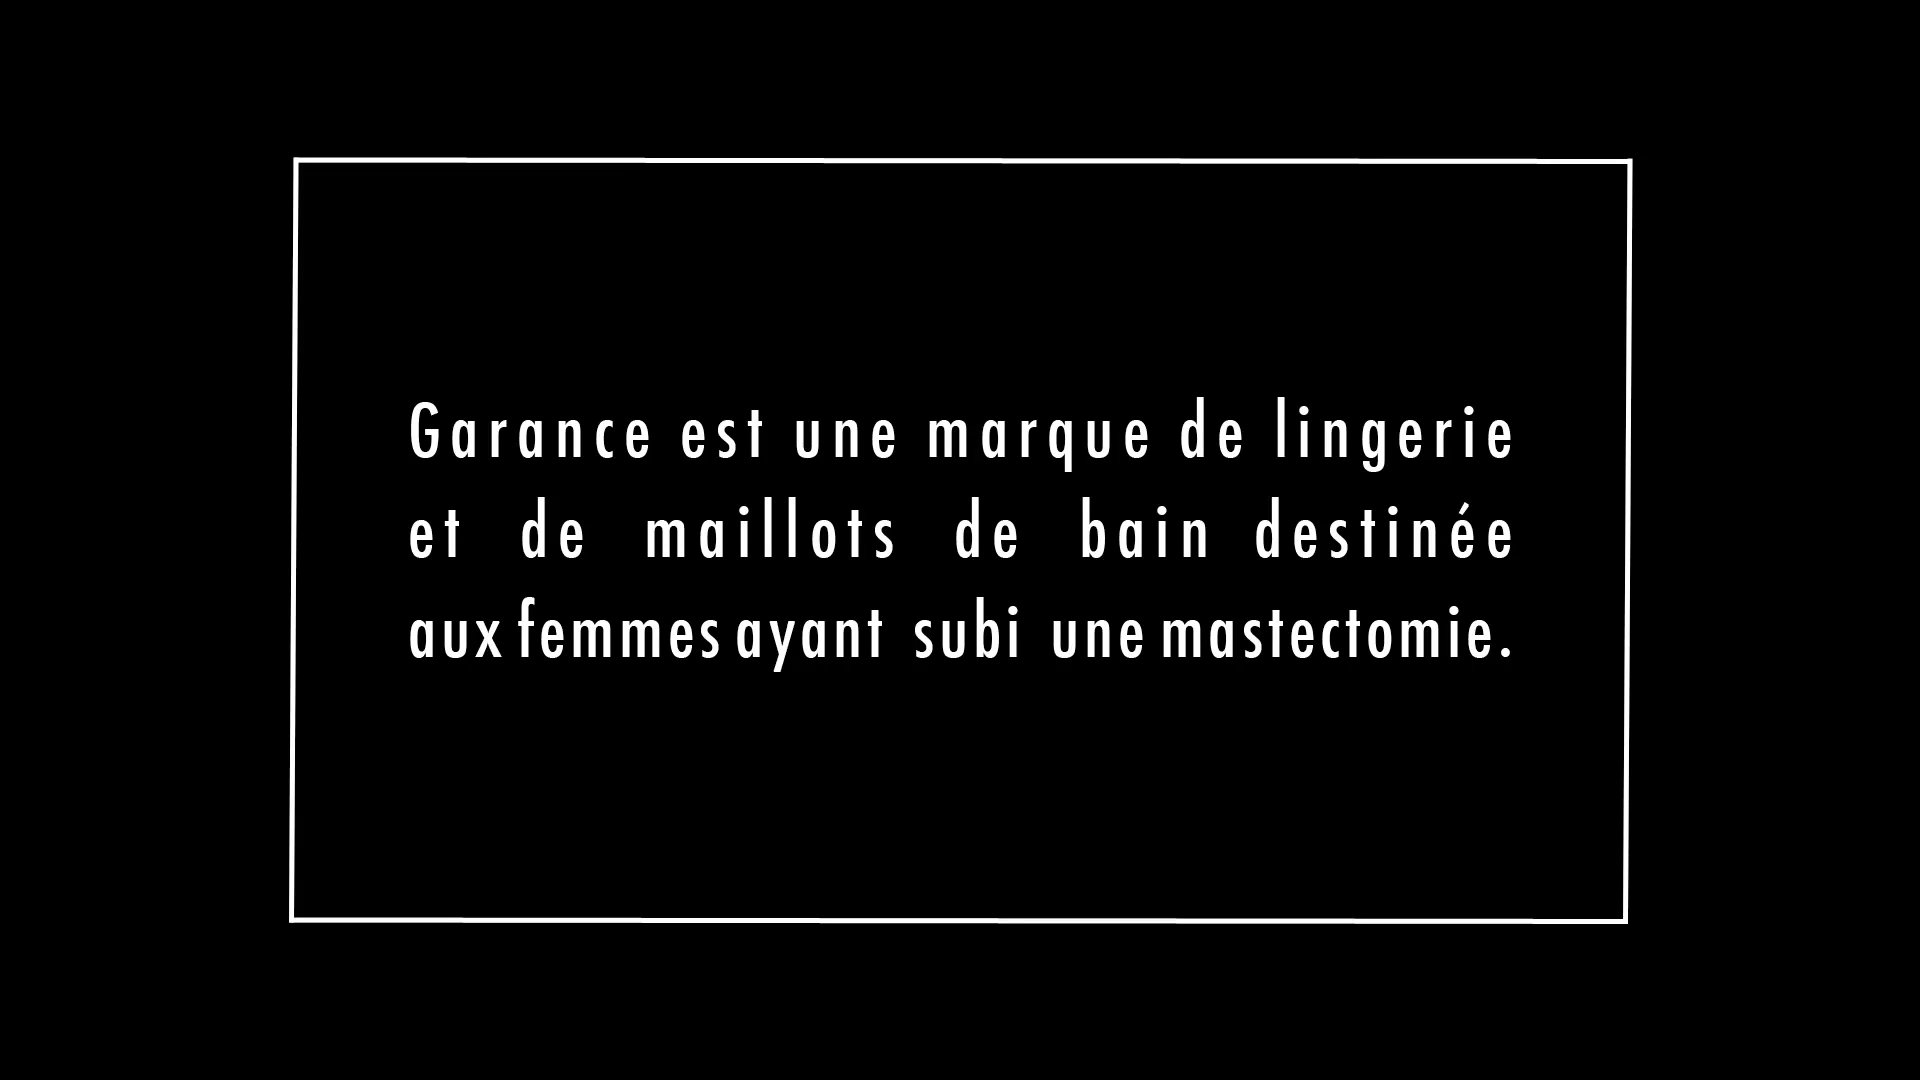 Garance est une marque de lingerie
et de maillots de bain destinée
aux femmes ayant subi une mastectomie.